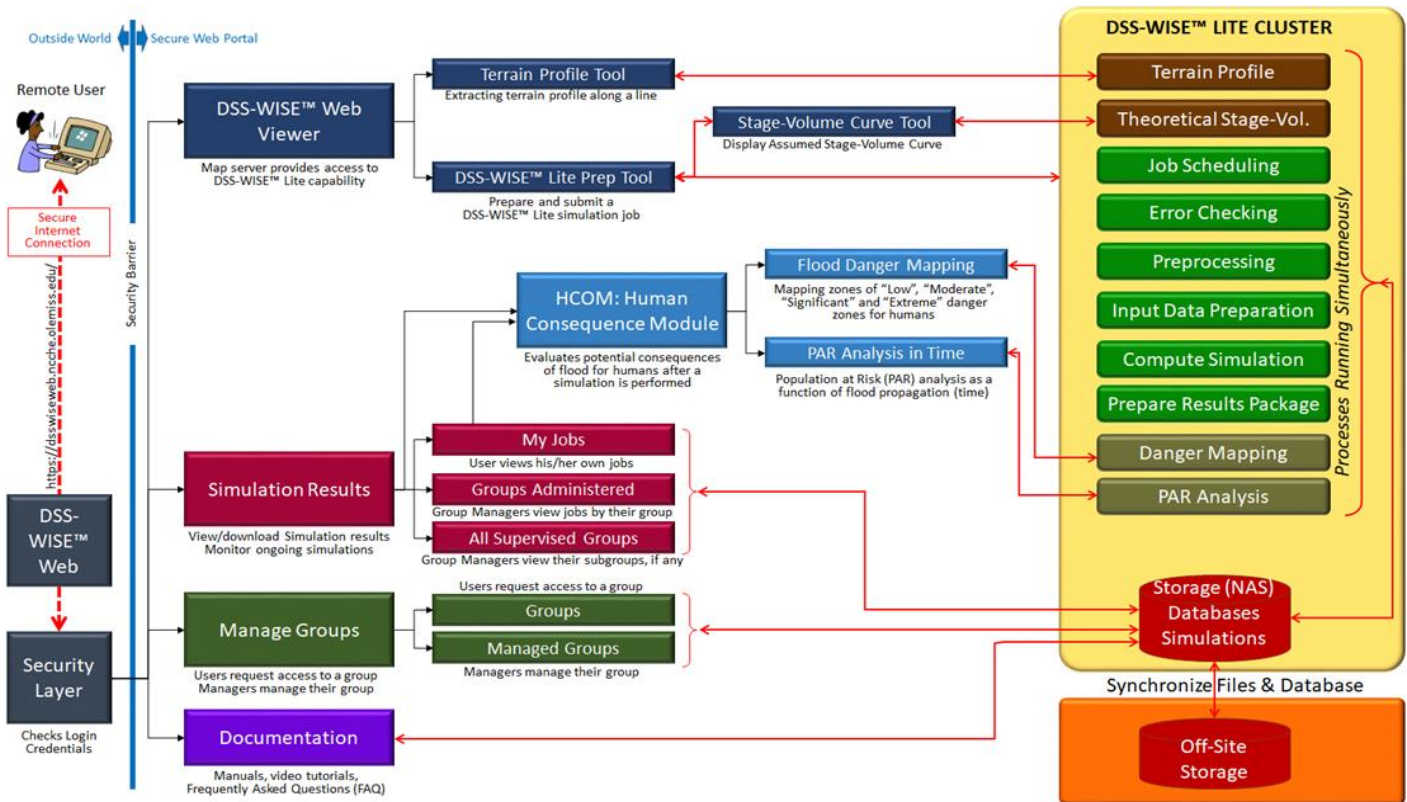 Outside World
Secure Web Portal
Remote User
Secure
Internet
Connection
https://dsswiseweb.ncche.olemiss.edu/
Security Barrier
DSS-
WISE™
Web
Security
Layer
Checks Login
Credentials
DSS-WISE™ Web
Viewer
Map server provides access to
DSS-WISE™ Lite capability
Terrain Profile Tool
Extracting terrain profile along a line
Stage-Volume Curve Tool
Display Assumed Stage-Volume Curve
DSS-WISE™ Lite Prep Tool
Prepare and submit a
DSS-WISE™ Lite simulation job
HCOM: Human
Consequence Module
Evaluates potential consequences
of flood for humans after a
simulation is performed
Flood Danger Mapping
Mapping zones of “Low”, “Moderate”,
“Significant” and “Extreme” danger
zones for humans
PAR Analysis in Time
Population at Risk (PAR) analysis as a
function of flood propagation (time)
Simulation Results
View/download Simulation results
Monitor ongoing simulations
My Jobs
User views his/her own jobs
Groups Administered
Group Managers view jobs by their group
All Supervised Groups
Group Managers view their subgroups, if any
Manage Groups
Users request access to a group
Managers manage their group
Users request access to a group
Groups
Managed Groups
Managers manage their group
Documentation
Manuals, video tutorials,
Frequently Asked Questions (FAQ)
DSS-WISE™ LITE CLUSTER
Terrain Profile
Theoretical Stage-Vol.
Job Scheduling
Error Checking
Preprocessing
Input Data Preparation
Compute Simulation
Prepare Results Package
Danger Mapping
PAR Analysis
Processes Running Simultaneously
Storage (NAS)
Databases
Simulations
Synchronize Files & Database
Off-Site
Storage